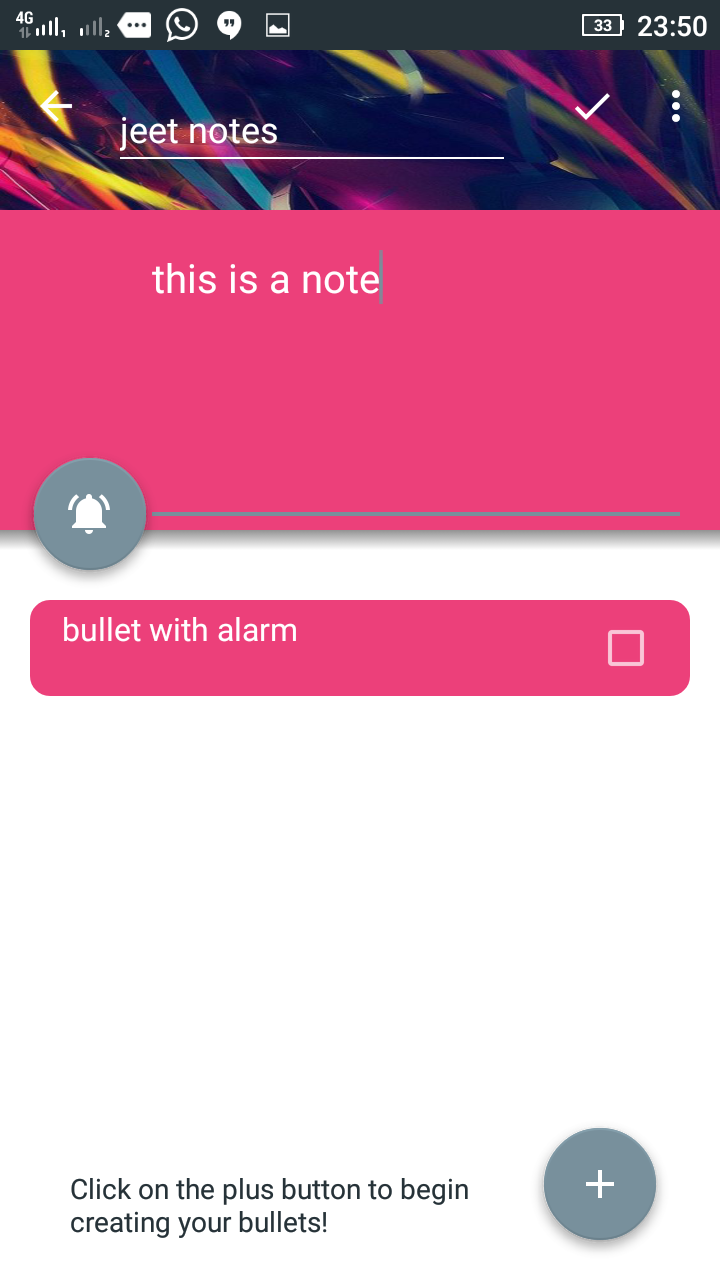 4G 1 2 33 23:50
jeet notes
this is a note
bullet with alarm
Click on the plus button to begin
creating your bullets!